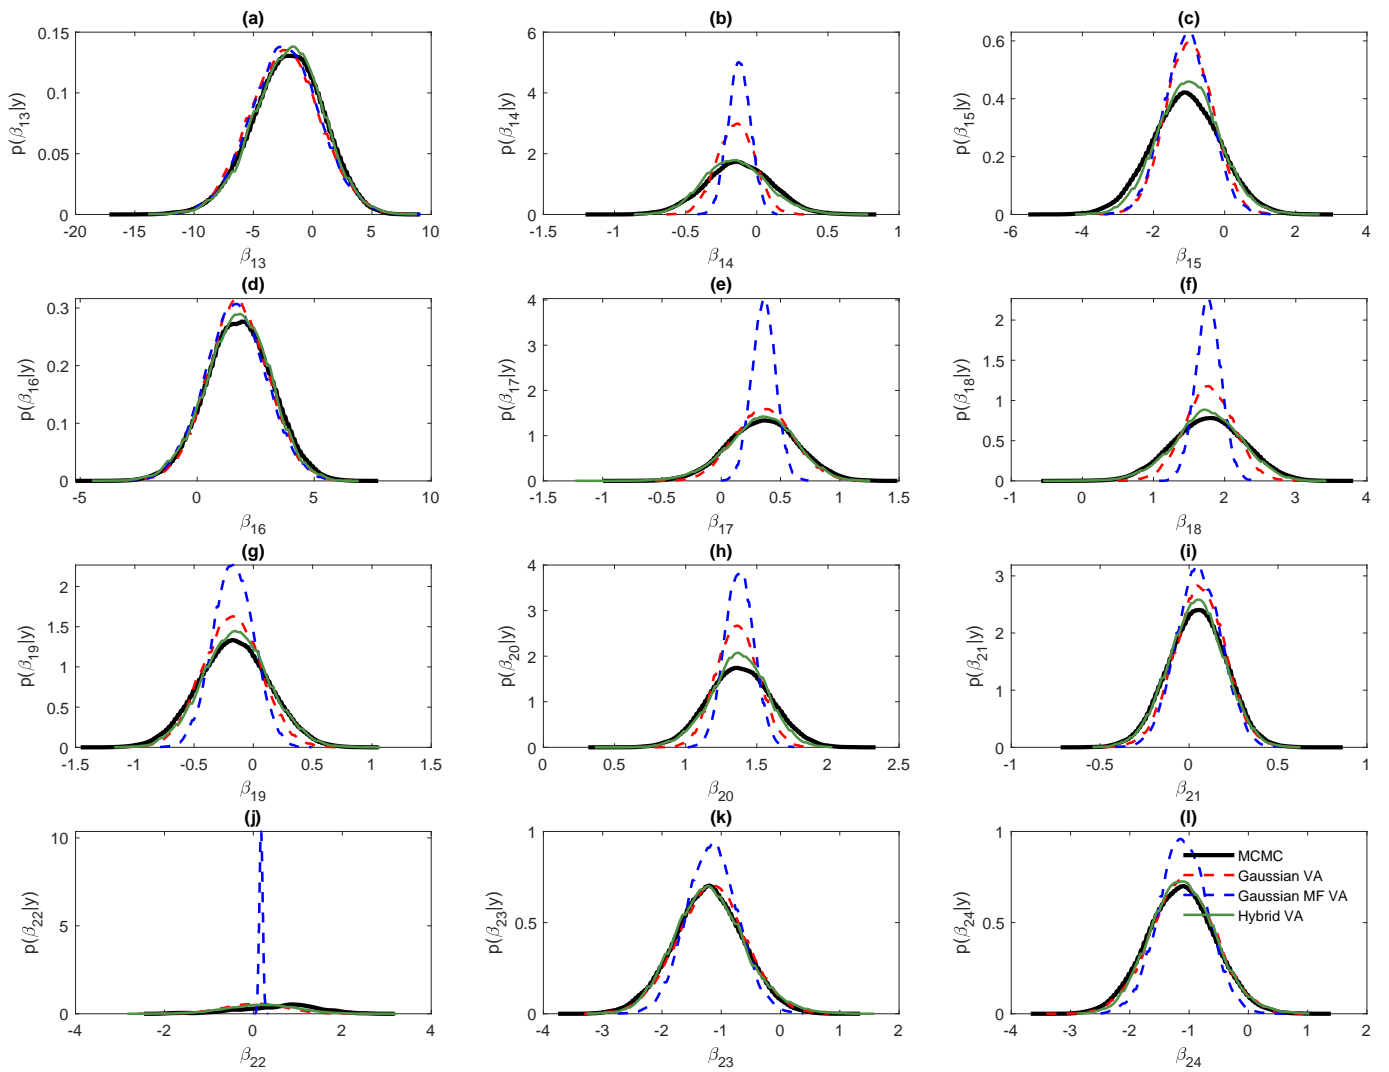 (a)
0.15
0.1
0.05
0
-20 -15 -10 -5 0 5 10
p(β13|y)
β13
(b)
6
4
2
0
-1.5 -1 -0.5 0 0.5 1
p(β14|y)
β14
(c)
0.6
0.4
0.2
0
-6 -4 -2 0 2 4
p(β15|y)
β15
(d)
0.3
0.2
0.1
0
-5 0 5 10
p(β16|y)
β16
(e)
4
3
2
1
0
-1.5 -1 -0.5 0 0.5 1 1.5
p(β17|y)
β17
(f)
2
1.5
1
0.5
0
-1 0 1 2 3 4
p(β18|y)
β18
(g)
2
1.5
1
0.5
0
-1.5 -1 -0.5 0 0.5 1 1.5
p(β19|y)
β19
(h)
4
3
2
1
0
0 0.5 1 1.5 2 2.5
p(β20|y)
β20
(i)
3
2
1
0
-1 -0.5 0 0.5 1
p(β21|y)
β21
(j)
10
5
0
-4 -2 0 2 4
p(β22|y)
β22
(k)
1
0.5
0
-4 -3 -2 -1 0 1 2
p(β23|y)
β23
(l)
1
0.5
0
-4 -3 -2 -1 0 1 2
p(β24|y)
β24
MCMC
Gaussian VA
Gaussian MF VA
Hybrid VA